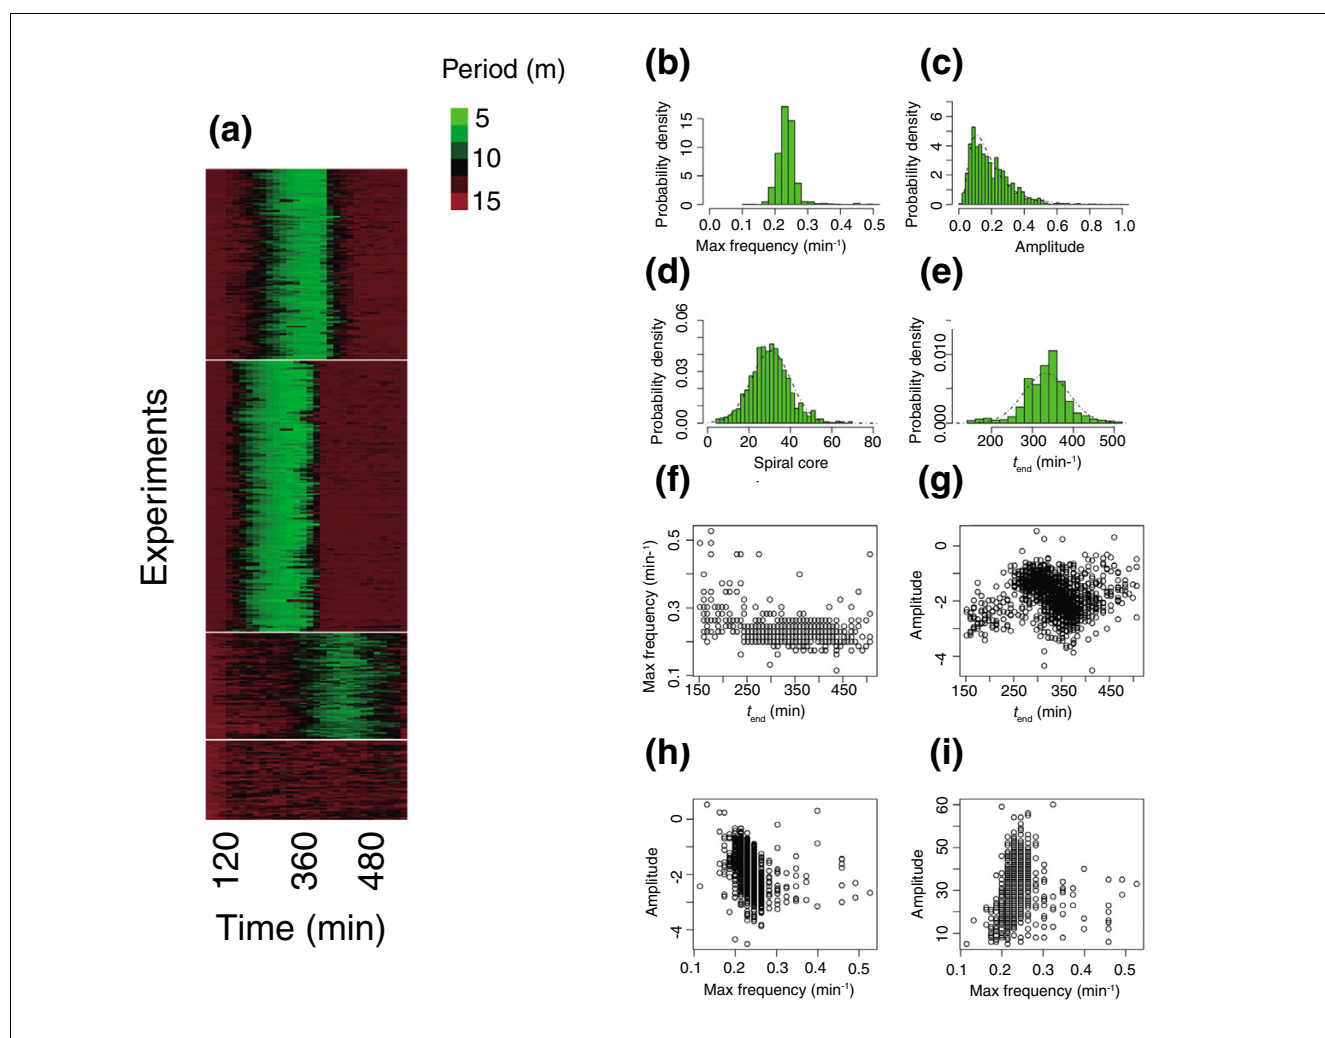 Period (m)
5
10
15
(a)
Experiments
120 360 480
Time (min)
(b)
Probability density
15
10
5
0
0.0 0.1 0.2 0.3 0.4 0.5
Max frequency (min-1)
(c)
Probability density
6
4
2
0
0.0 0.2 0.4 0.6 0.8 1.0
Amplitude
(d)
Probability density
0.06
0.03
0.00
0 20 40 60 80
Spiral core
(e)
Probability density
0.010
0.000
200 300 400 500
tend (min-1)
(f)
Max frequency (min-1)
0.5
0.3
0.1
150 250 350 450
tend (min)
(g)
Amplitude
0
-2
-4
150 250 350 450
tend (min)
(h)
Amplitude
0
-2
-4
0.1 0.2 0.3 0.4 0.5
Max frequency (min-1)
(i)
Amplitude
60
50
30
10
0.1 0.2 0.3 0.4 0.5
Max frequency (min-1)